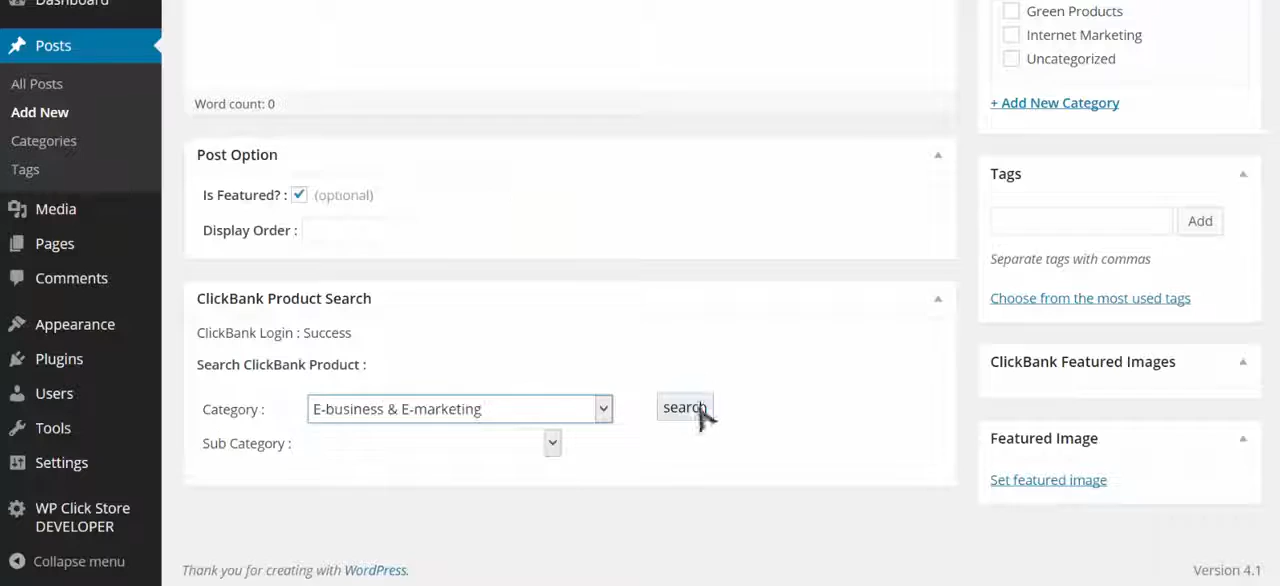 Dashboard
Posts
All Posts
Add New
Categories
Tags
Media
Pages
Comments
Appearance
Plugins
Users
Tools
Settings
WP Click Store
DEVELOPER
Collapse menu
Word count: 0
Post Option
Is Featured? : (optional)
Display Order :
ClickBank Product Search
ClickBank Login : Success
Search ClickBank Product :
Category : E-business & E-marketing search
Sub Category :
Thank you for creating with WordPress.
Green Products
Internet Marketing
Uncategorized
+ Add New Category
Tags
Add
Separate tags with commas
Choose from the most used tags
ClickBank Featured Images
Featured Image
Set featured image
Version 4.1